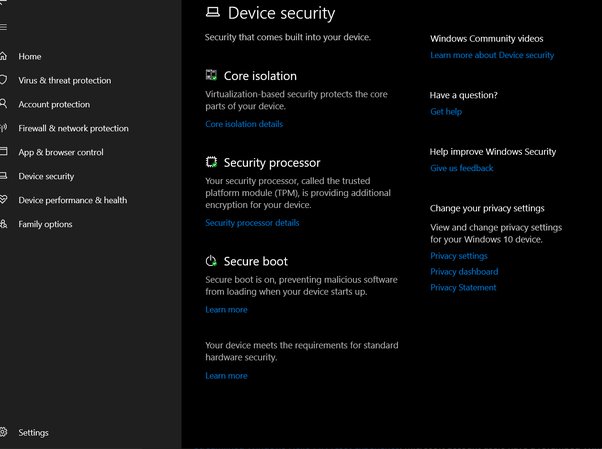 Device security
Security that comes built into your device.
Core isolation
Virtualization-based security protects the core
parts of your device.
Core isolation details
Security processor
Your security processor, called the trusted
platform module (TPM), is providing additional
encryption for your device.
Security processor details
Secure boot
Secure boot is on, preventing malicious software
from loading when your device starts up.
Learn more
Your device meets the requirements for standard
hardware security.
Learn more
Home
Virus & threat protection
Account protection
Firewall & network protection
App & browser control
Device security
Device performance & health
Family options
Settings
Windows Community videos
Learn more about Device security
Have a question?
Get help
Help improve Windows Security
Give us feedback
Change your privacy settings
View and change privacy settings
for your Windows 10 device.
Privacy settings
Privacy dashboard
Privacy Statement